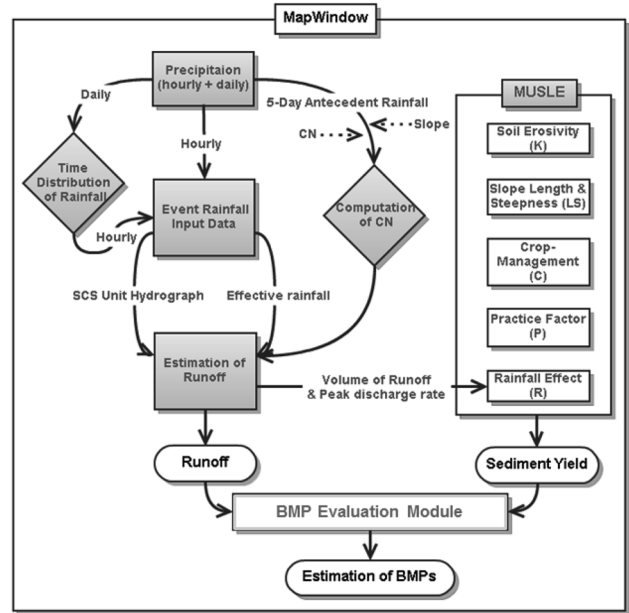 MapWindow
Precipitaion
(hourly + daily)
Daily
5-Day Antecedent Rainfall
CN
Slope
Hourly
Time
Distribution
of Rainfall
Hourly
Event Rainfall
Input Data
Computation
of CN
SCS Unit Hydrograph
Effective rainfall
Estimation of
Runoff
Volume of Runoff
& Peak discharge rate
MUSLE
Soil Erosivity
(K)
Slope Length &
Steepness (LS)
Crop-
Management
(C)
Practice Factor
(P)
Rainfall Effect
(R)
Runoff
Sediment Yield
BMP Evaluation Module
Estimation of BMPs